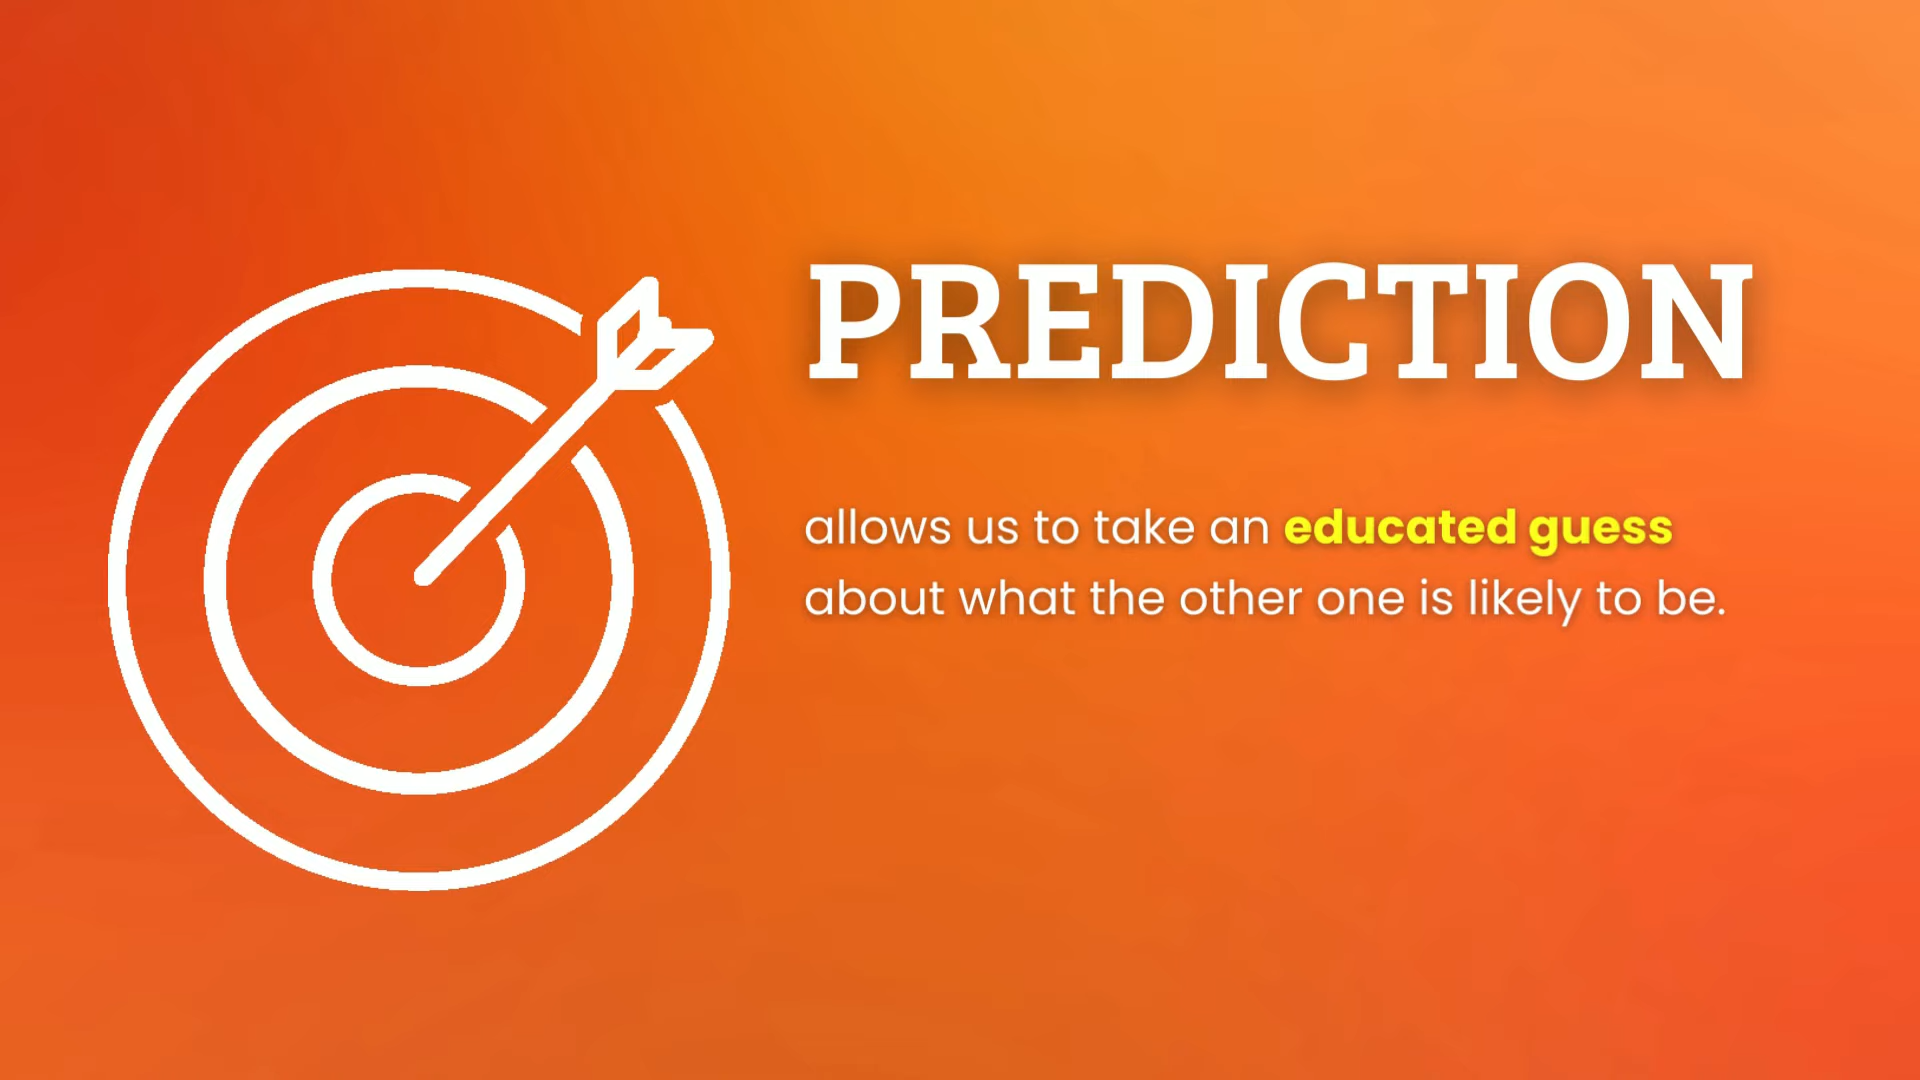 PREDICTION
allows us to take an educated guess
about what the other one is likely to be.